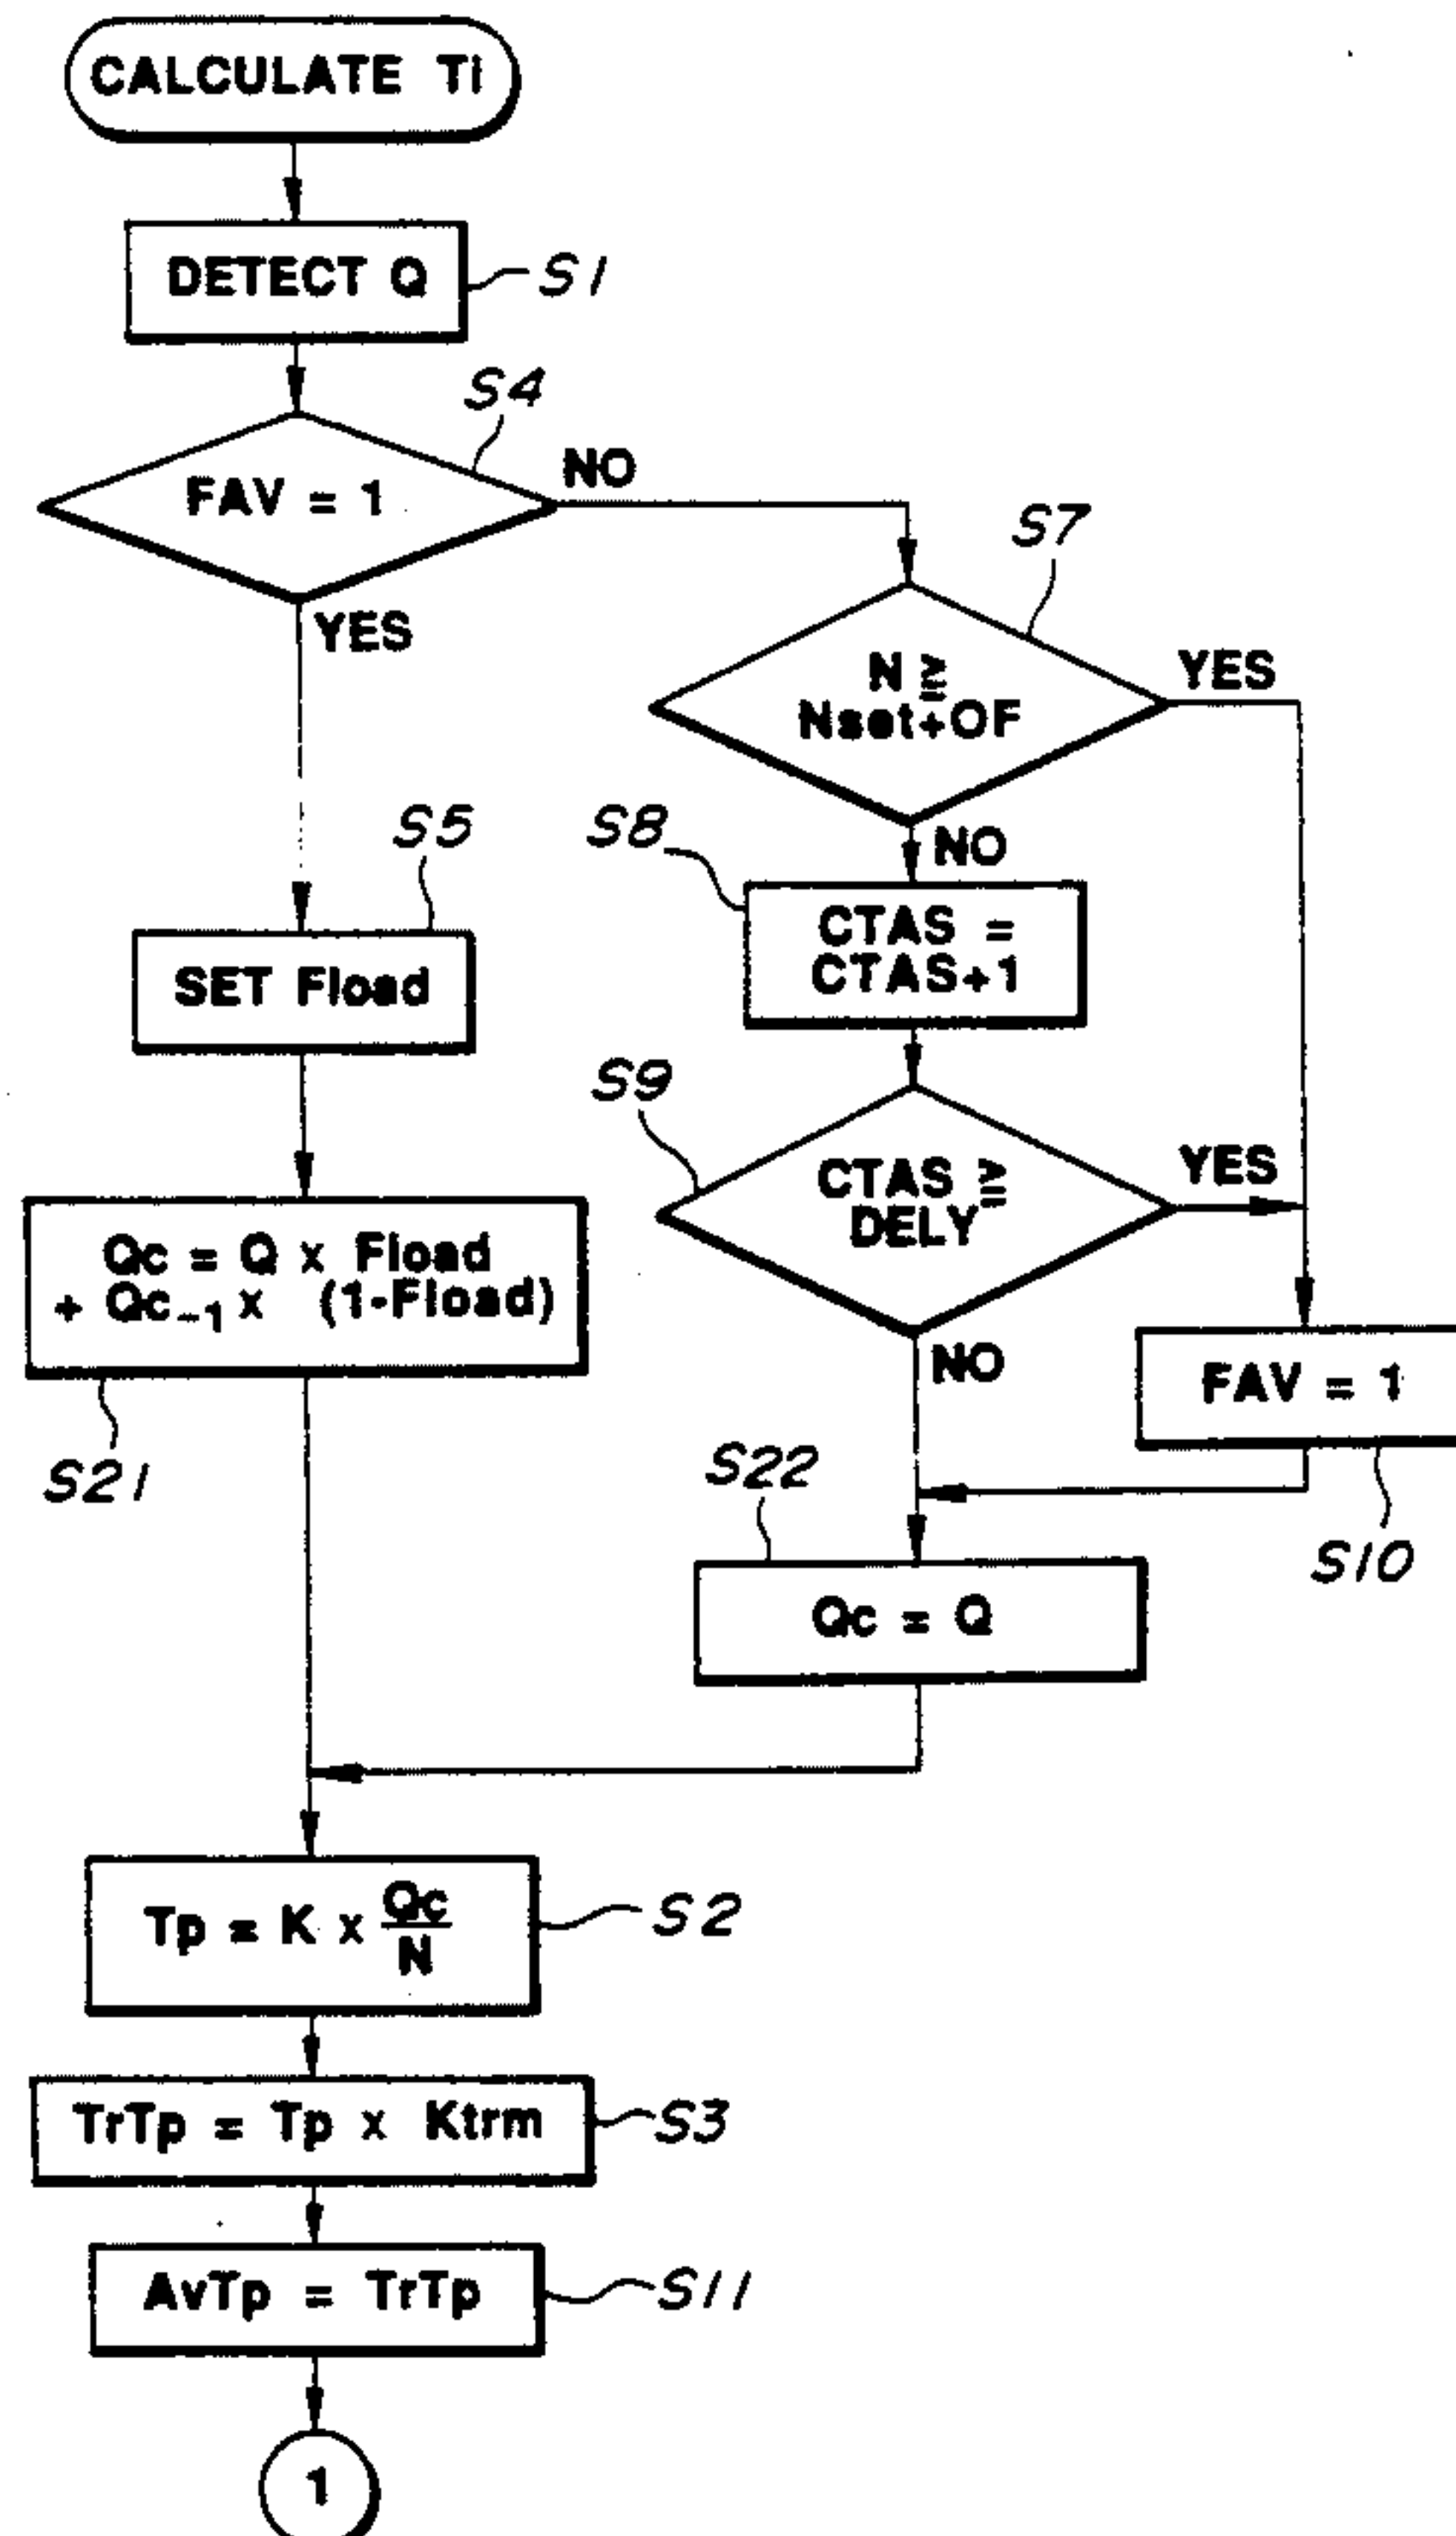 CALCULATE Ti
DETECT Q
S1
S4
FAV = 1
NO
YES
S7
N ≧
Nset+OF
YES
NO
S8
CTAS =
CTAS+1
S5
SET Fload
S9
CTAS ≧
DELY
YES
NO
Qc = Q x Fload
+ Qc-1 x (1-Fload)
S21
FAV = 1
S10
S22
Qc = Q
Tp = K x Qc
N
S2
TrTp = Tp x Ktrm
S3
AvTp = TrTp
S11
1